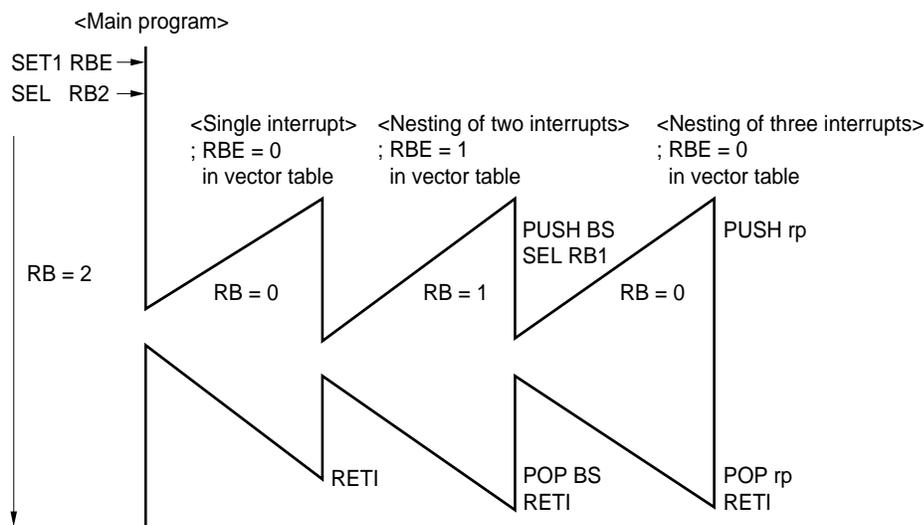 <Main program>
SET1 RBE
SEL RB2
<Single interrupt>
; RBE = 0
in vector table
<Nesting of two interrupts>
; RBE = 1
in vector table
<Nesting of three interrupts>
; RBE = 0
in vector table
PUSH BS
SEL RB1
PUSH rp
RB = 2
RB = 0
RB = 1
RB = 0
RETI
POP BS
RETI
POP rp
RETI